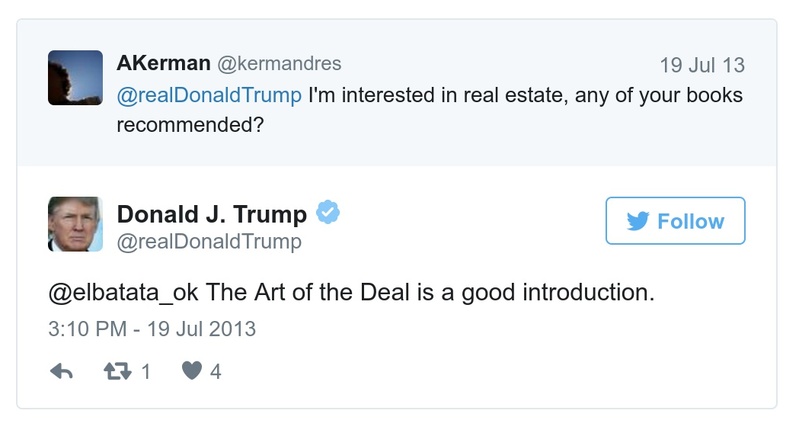 AKerman @kermandres 19 Jul 13
@realDonaldTrump I'm interested in real estate, any of your books
recommended?
Donald J. Trump
Follow
@realDonaldTrump
@elbatata_ok The Art of the Deal is a good introduction.
3:10 PM - 19 Jul 2013
1 4